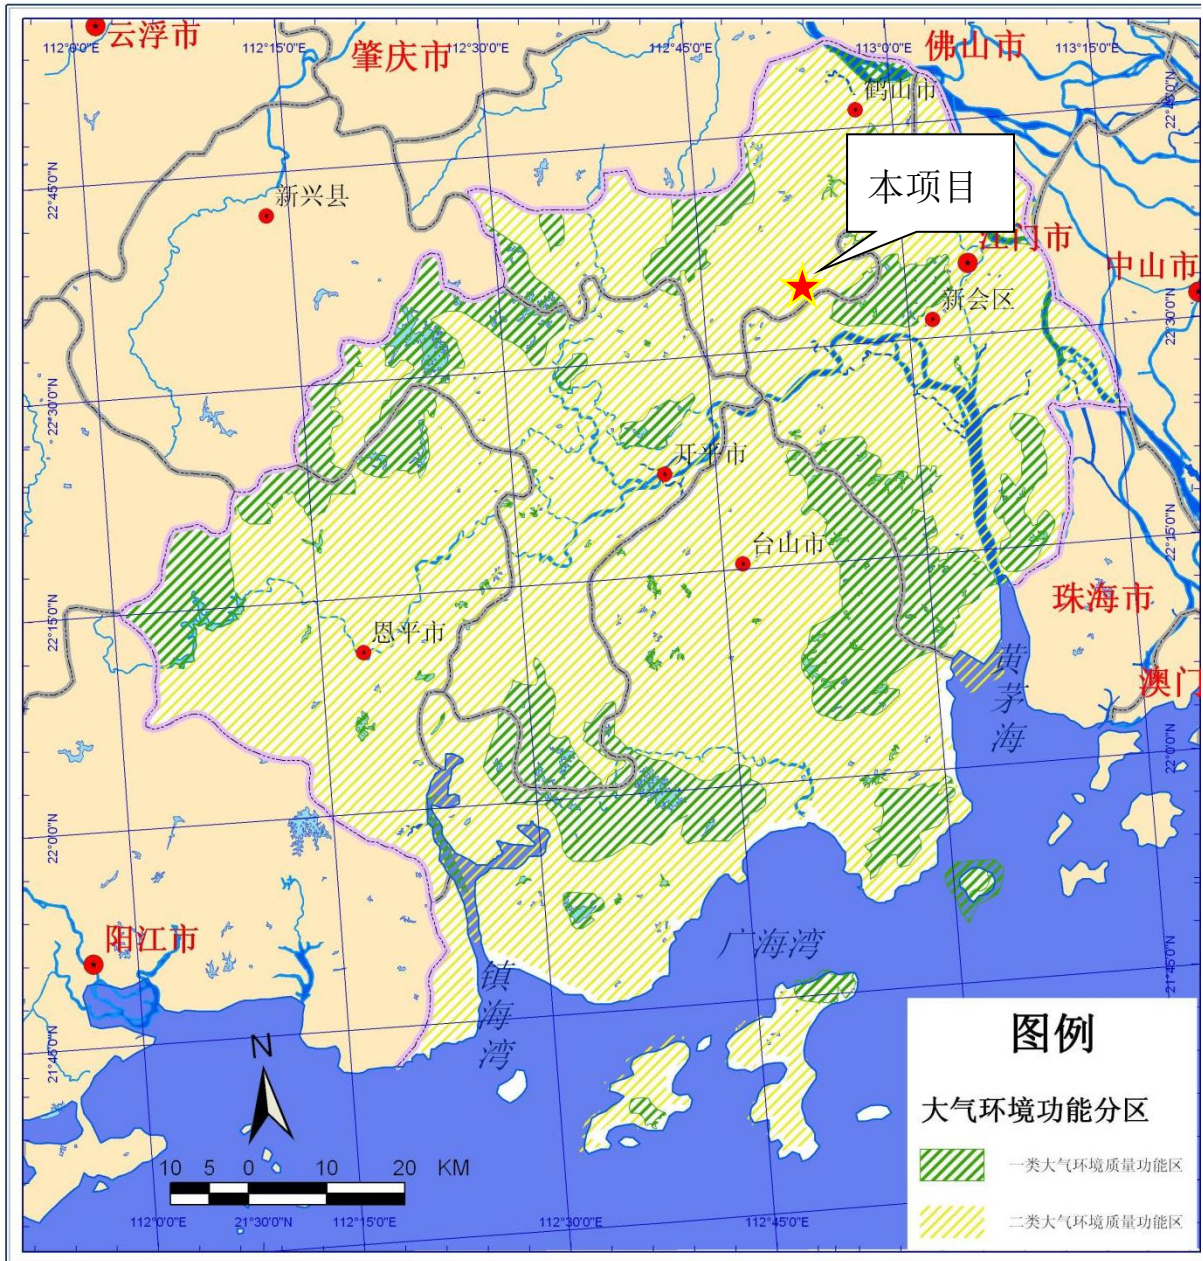 云浮市
肇庆市
佛山市
112°0'0"E
112°15'0"E
112°30'0"E
112°45'0"E
113°0'0"E
113°15'0"E
鹤山市
22°45'0"N
22°45'0"N
本项目
新兴县
江门市
中山市
新会区
22°30'0"N
22°30'0"N
开平市
台山市
22°15'0"N
22°15'0"N
珠海市
恩平市
黄茅海
澳门
22°0'0"N
22°0'0"N
阳江市
广海湾
镇海湾
21°45'0"N
21°45'0"N
N
图例
大气环境功能分区
一类大气环境质量功能区
二类大气环境质量功能区
10 5 0 10 20 KM
112°0'0"E
21°30'0"N
112°15'0"E
112°30'0"E
112°45'0"E